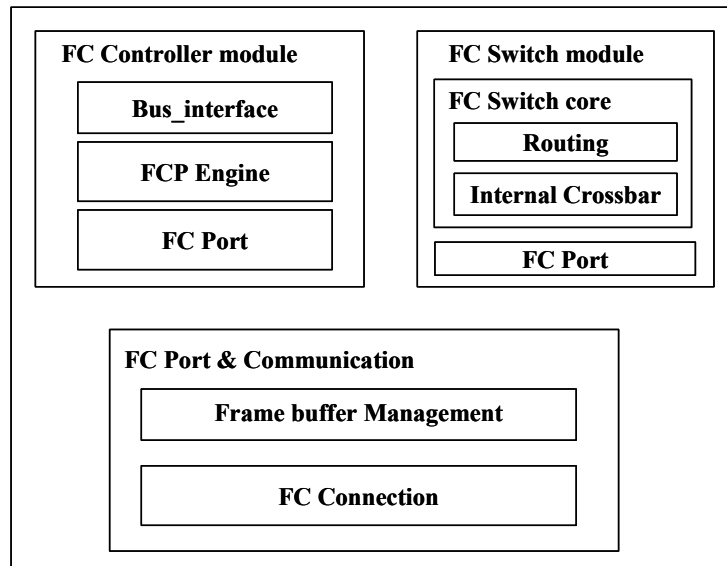 FC Controller module
Bus_interface
FCP Engine
FC Port
FC Switch module
FC Switch core
Routing
Internal Crossbar
FC Port
FC Port & Communication
Frame buffer Management
FC Connection